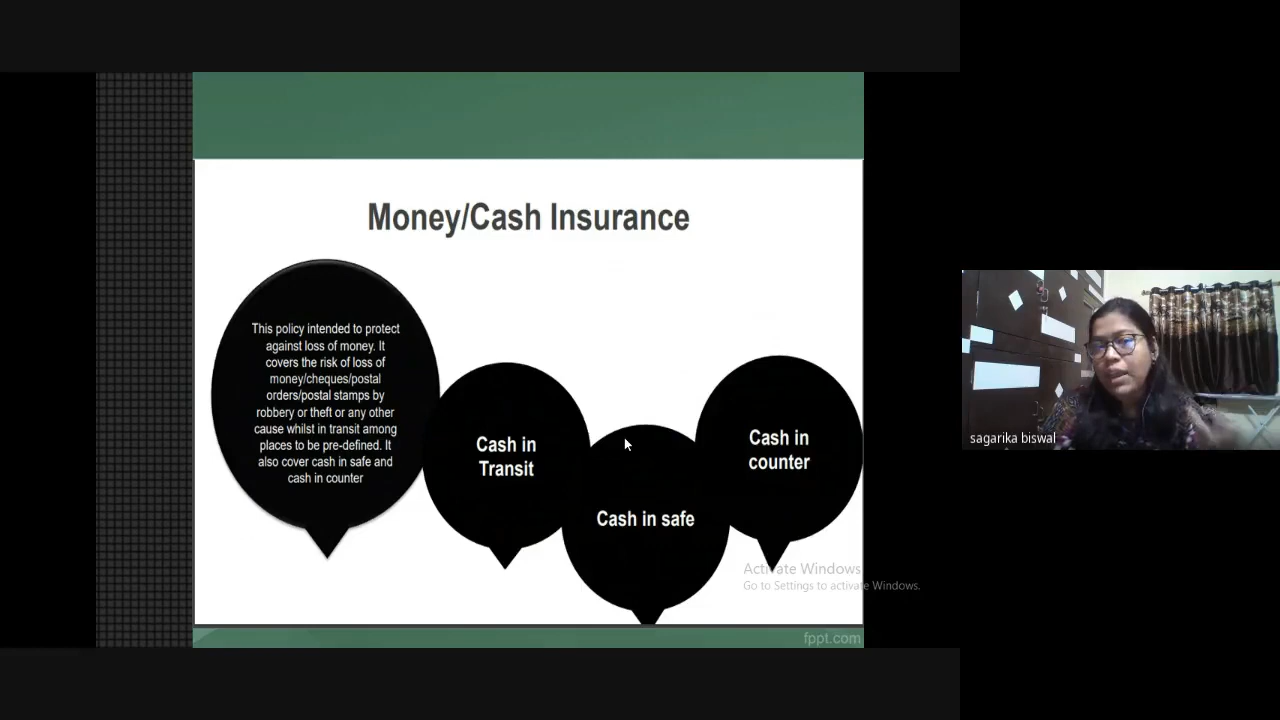 Money/Cash Insurance
This policy intended to protect
against loss of money. It
covers the risk of loss of
money/cheques/postal
orders/postal stamps by
robbery or theft or any other
cause whilst in transit among
places to be pre-defined. It
also cover cash in safe and
cash in counter
Cash in
Transit
Cash in safe
Cash in
counter
Activate Windows
Go to Settings to activate Windows.
fppt.com
sagarika biswal